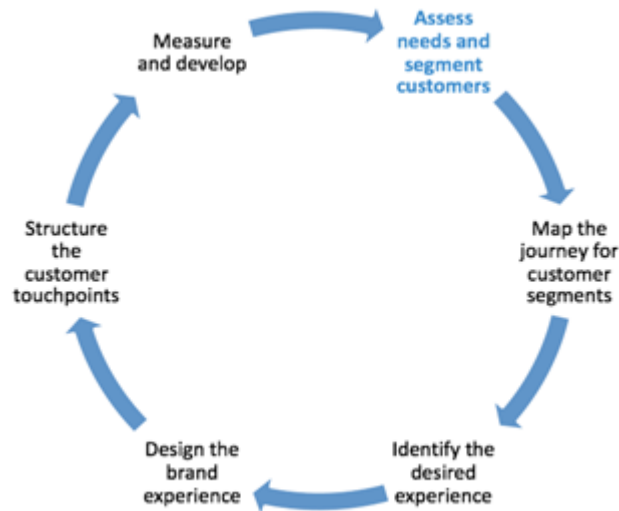 Assess
needs and
segment
customers
Map the
journey for
customer
segments
Identify the
desired
experience
Design the
brand
experience
Structure
the
customer
touchpoints
Measure
and develop